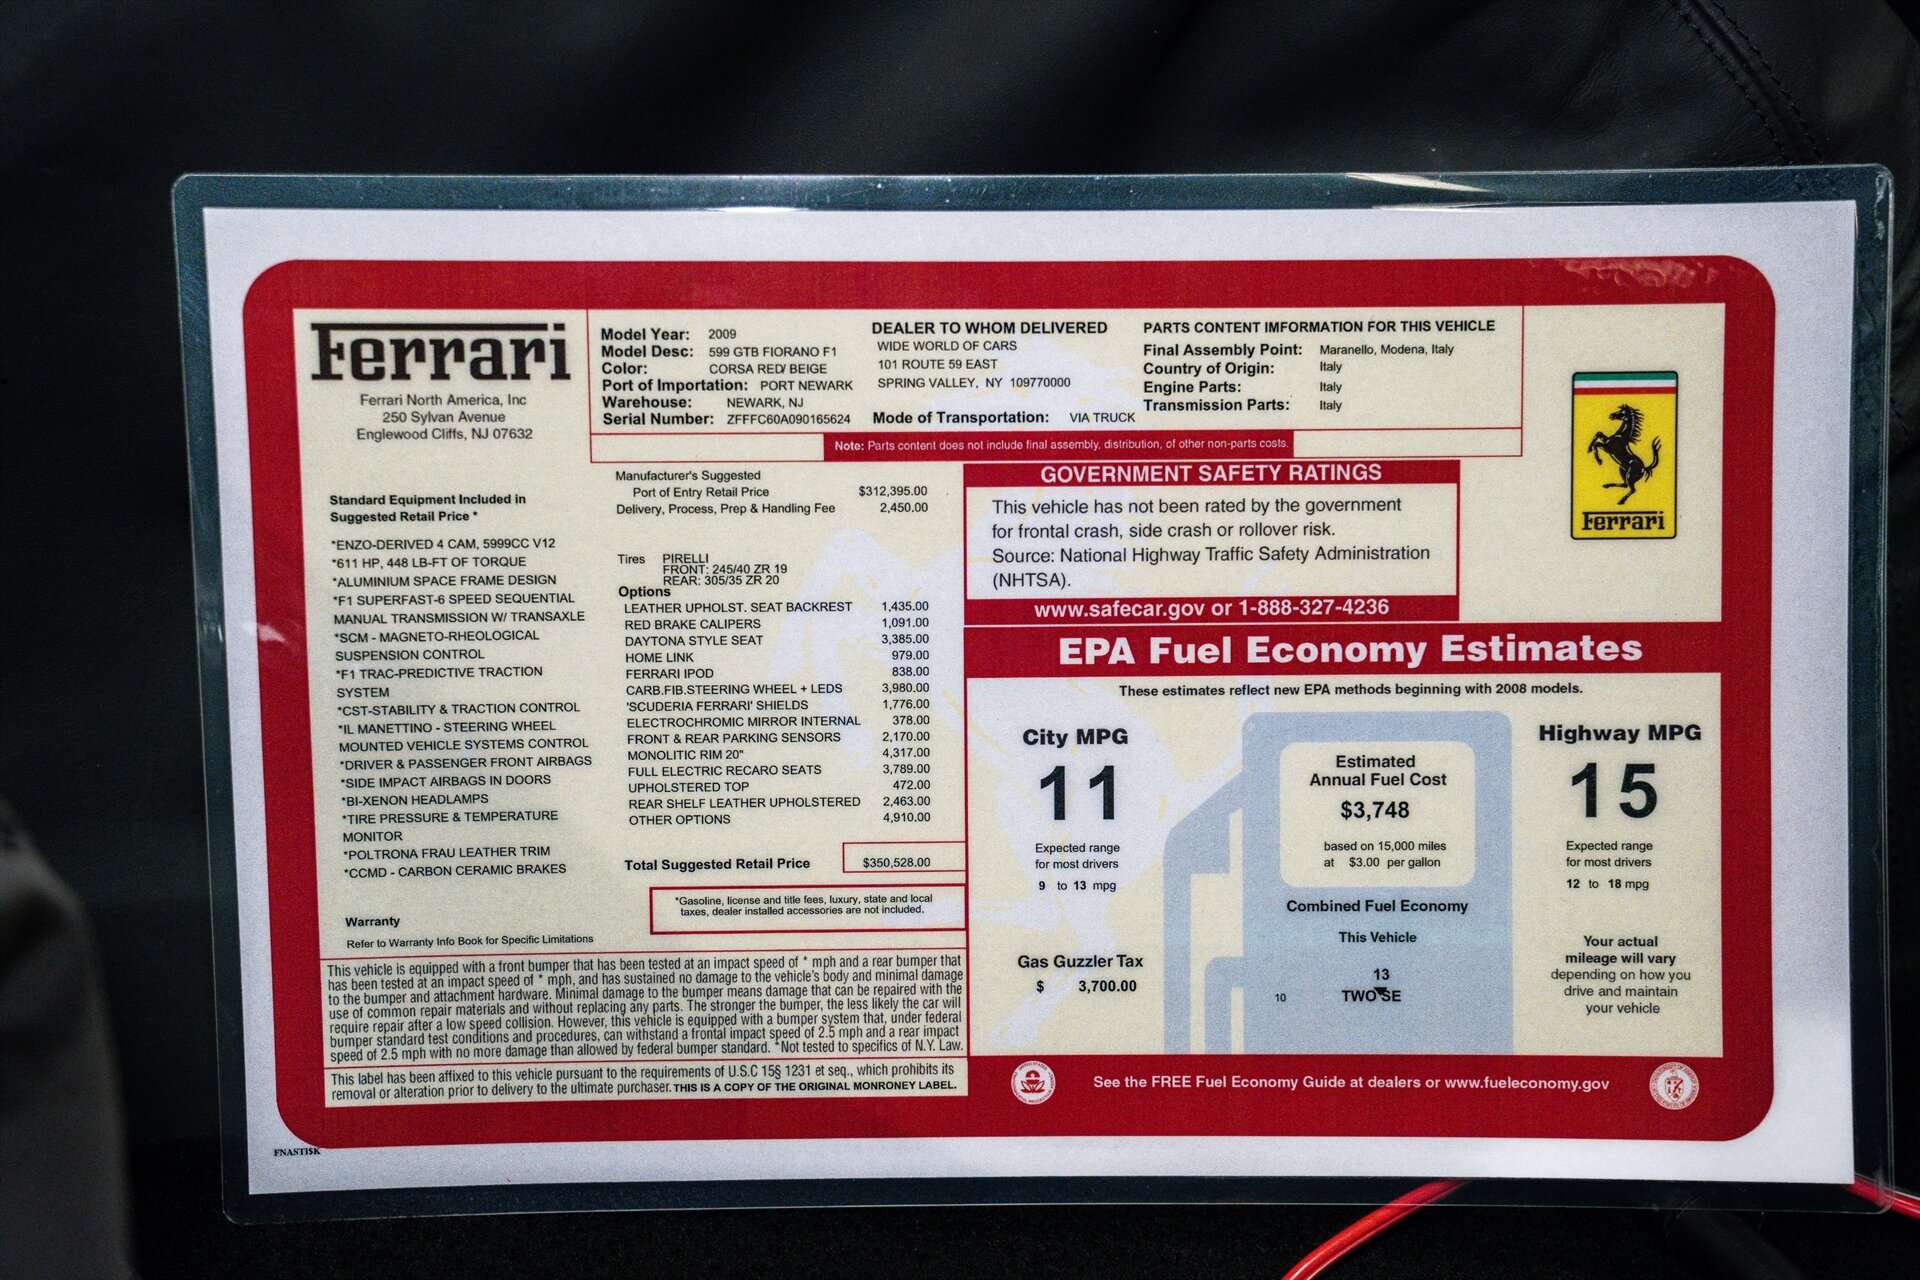 Ferrari
Ferrari North America, Inc
250 Sylvan Avenue
Englewood Cliffs, NJ 07632
Model Year: 2009
Model Desc: 599 GTB FIORANO F1
Color: CORSA RED/ BEIGE
Port of Importation: PORT NEWARK
Warehouse: NEWARK, NJ
Serial Number: ZFFFC60A090165624
DEALER TO WHOM DELIVERED
WIDE WORLD OF CARS
101 ROUTE 59 EAST
SPRING VALLEY, NY 109770000
Mode of Transportation: VIA TRUCK
PARTS CONTENT IMFORMATION FOR THIS VEHICLE
Final Assembly Point: Maranello, Modena, Italy
Country of Origin: Italy
Engine Parts: Italy
Transmission Parts: Italy
Note: Parts content does not include final assembly, distribution, of other non-parts costs.
Ferrari
Standard Equipment Included in
Suggested Retail Price *
*ENZO-DERIVED 4 CAM, 5999CC V12
*611 HP, 448 LB-FT OF TORQUE
*ALUMINIUM SPACE FRAME DESIGN
*F1 SUPERFAST-6 SPEED SEQUENTIAL
MANUAL TRANSMISSION W/ TRANSAXLE
*SCM - MAGNETO-RHEOLOGICAL
SUSPENSION CONTROL
*F1 TRAC-PREDICTIVE TRACTION
SYSTEM
*CST-STABILITY & TRACTION CONTROL
*IL MANETTINO - STEERING WHEEL
MOUNTED VEHICLE SYSTEMS CONTROL
*DRIVER & PASSENGER FRONT AIRBAGS
*SIDE IMPACT AIRBAGS IN DOORS
*BI-XENON HEADLAMPS
*TIRE PRESSURE & TEMPERATURE
MONITOR
*POLTRONA FRAU LEATHER TRIM
*CCMD - CARBON CERAMIC BRAKES
Warranty
Refer to Warranty Info Book for Specific Limitations
Manufacturer's Suggested
Port of Entry Retail Price $312,395.00
Delivery, Process, Prep & Handling Fee 2,450.00
Tires PIRELLI
FRONT: 245/40 ZR 19
REAR: 305/35 ZR 20
Options
LEATHER UPHOLST. SEAT BACKREST 1,435.00
RED BRAKE CALIPERS 1,091.00
DAYTONA STYLE SEAT 3,385.00
HOME LINK 979.00
FERRARI IPOD 838.00
CARB.FIB.STEERING WHEEL + LEDS 3,980.00
'SCUDERIA FERRARI' SHIELDS 1,776.00
ELECTROCHROMIC MIRROR INTERNAL 378.00
FRONT & REAR PARKING SENSORS 2,170.00
MONOLITIC RIM 20" 4,317.00
FULL ELECTRIC RECARO SEATS 3,789.00
UPHOLSTERED TOP 472.00
REAR SHELF LEATHER UPHOLSTERED 2,463.00
OTHER OPTIONS 4,910.00
Total Suggested Retail Price $350,528.00
*Gasoline, license and title fees, luxury, state and local
taxes, dealer installed accessories are not included.
This vehicle is equipped with a front bumper that has been tested at an impact speed of * mph and a rear bumper that
has been tested at an impact speed of * mph, and has sustained no damage to the vehicle's body and minimal damage
to the bumper and attachment hardware. Minimal damage to the bumper means damage that can be repaired with the
use of common repair materials and without replacing any parts. The stronger the bumper, the less likely the car will
require repair after a low speed collision. However, this vehicle is equipped with a bumper system that, under federal
bumper standard test conditions and procedures, can withstand a frontal impact speed of 2.5 mph and a rear impact
speed of 2.5 mph with no more damage than allowed by federal bumper standard. *Not tested to specifics of N.Y. Law.
This label has been affixed to this vehicle pursuant to the requirements of U.S.C 15§ 1231 et seq., which prohibits its
removal or alteration prior to delivery to the ultimate purchaser. THIS IS A COPY OF THE ORIGINAL MONRONEY LABEL.
GOVERNMENT SAFETY RATINGS
This vehicle has not been rated by the government
for frontal crash, side crash or rollover risk.
Source: National Highway Traffic Safety Administration
(NHTSA).
www.safecar.gov or 1-888-327-4236
EPA Fuel Economy Estimates
These estimates reflect new EPA methods beginning with 2008 models.
City MPG
11
Expected range
for most drivers
9 to 13 mpg
Gas Guzzler Tax
$ 3,700.00
Estimated
Annual Fuel Cost
$3,748
based on 15,000 miles
at $3.00 per gallon
Combined Fuel Economy
This Vehicle
13
10 TWO SE
Highway MPG
15
Expected range
for most drivers
12 to 18 mpg
Your actual
mileage will vary
depending on how you
drive and maintain
your vehicle
See the FREE Fuel Economy Guide at dealers or www.fueleconomy.gov
FNASTI$K